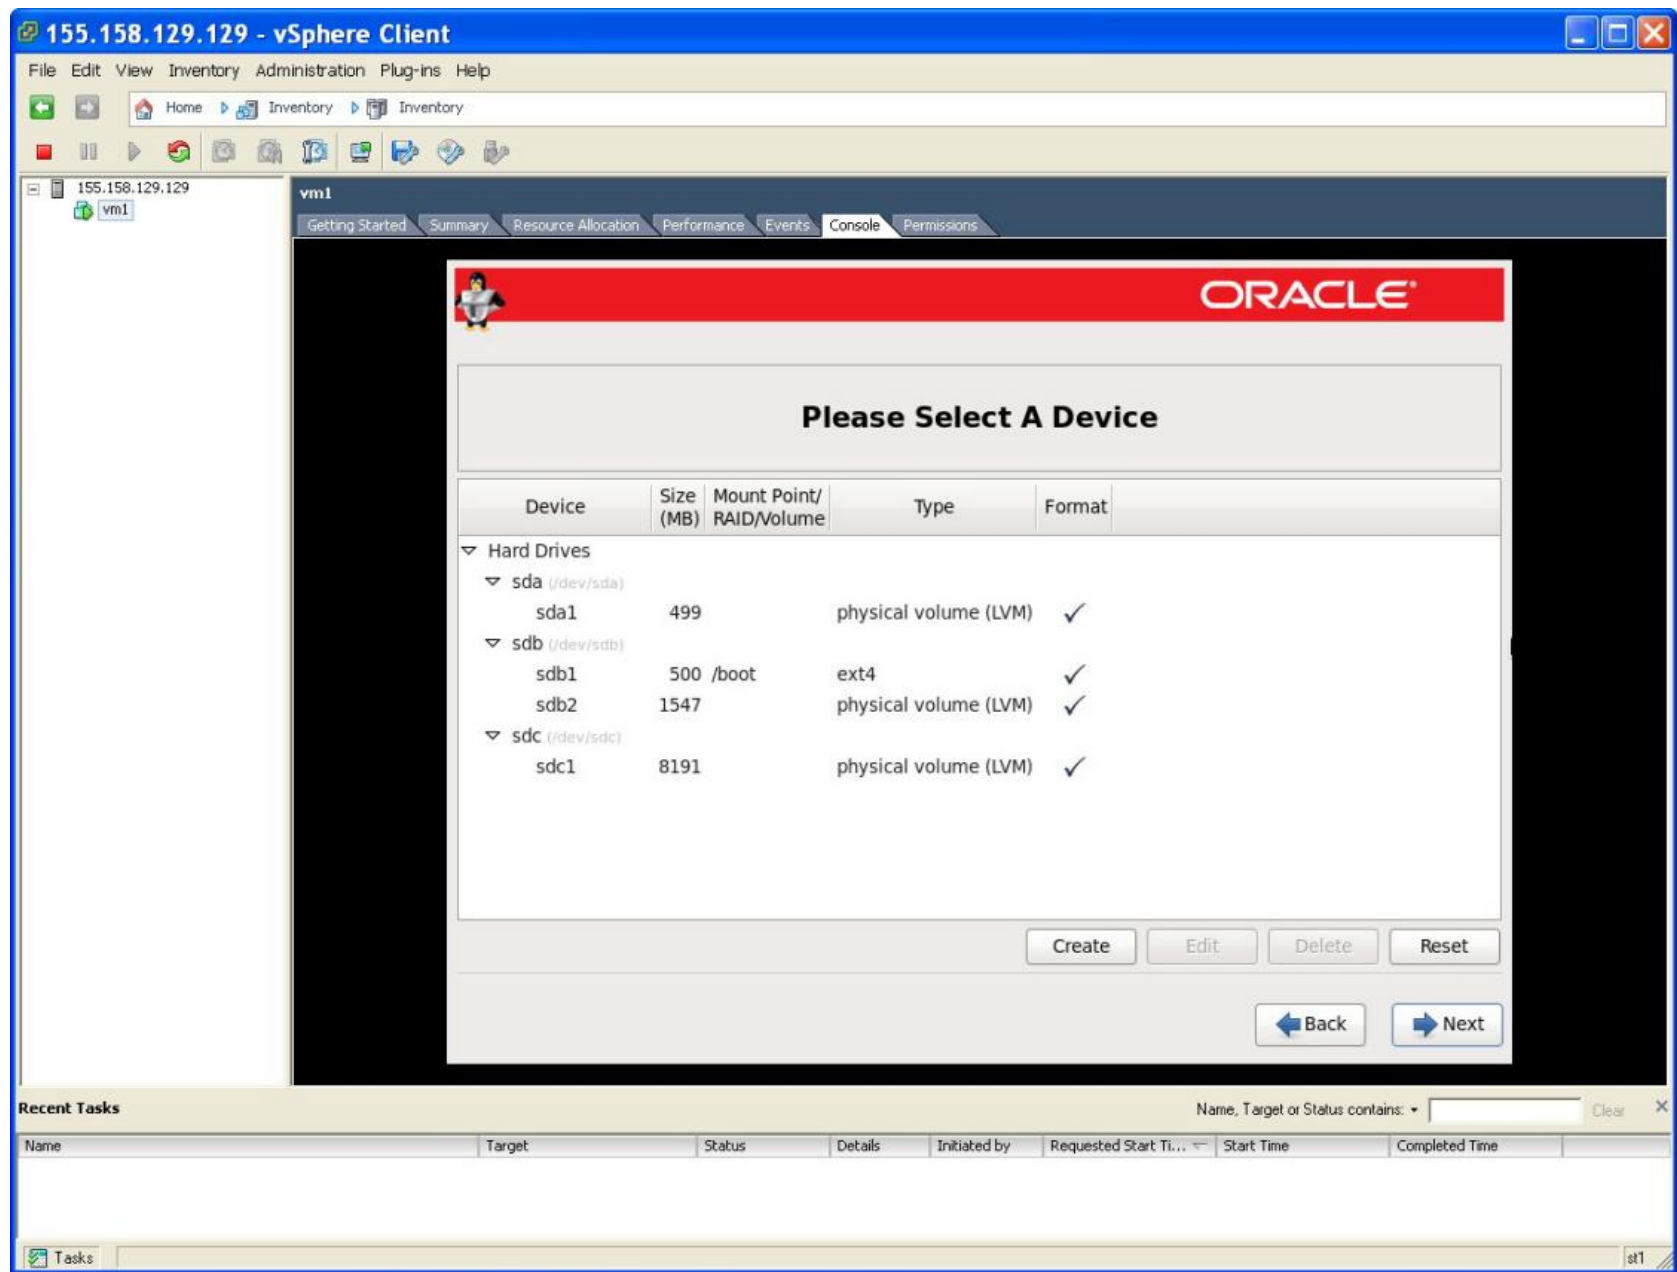 155.158.129.129 - vSphere Client
File Edit View Inventory Administration Plug-ins Help
Home Inventory Inventory
155.158.129.129
vm1
vm1
Getting Started Summary Resource Allocation Performance Events Console Permissions
ORACLE
Please Select A Device
Device Size (MB) Mount Point/ RAID/Volume Type Format
Hard Drives
sda (/dev/sda)
sda1 499 physical volume (LVM) ✓
sdb (/dev/sdb)
sdb1 500 /boot ext4 ✓
sdb2 1547 physical volume (LVM) ✓
sdc (/dev/sdc)
sdc1 8191 physical volume (LVM) ✓
Create Edit Delete Reset
Back Next
Recent Tasks Name, Target or Status contains: Clear
Name Target Status Details Initiated by Requested Start Ti... Start Time Completed Time
Tasks st1